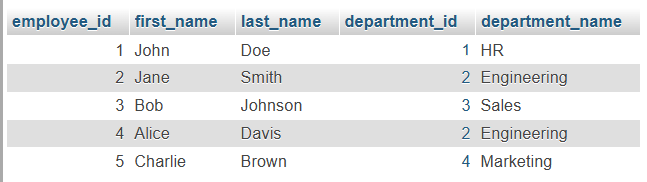 employee_id first_name last_name department_id department_name
1 John Doe 1 HR
2 Jane Smith 2 Engineering
3 Bob Johnson 3 Sales
4 Alice Davis 2 Engineering
5 Charlie Brown 4 Marketing